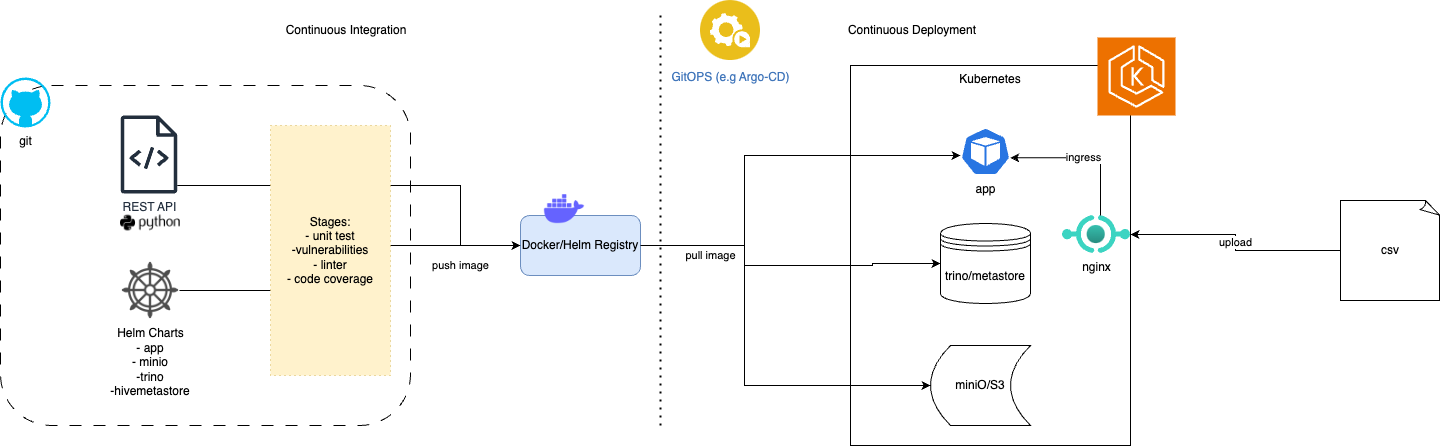 Continuous Integration
Continuous Deployment
GitOPS (e.g Argo-CD)
Kubernetes
K
git
REST API
python
Helm Charts
- app
- minio
-trino
-hivemetastore
Stages:
- unit test
-vulnerabilities
- linter
- code coverage
push image
Docker/Helm Registry
pull image
app
ingress
trino/metastore
nginx
miniO/S3
upload
csv